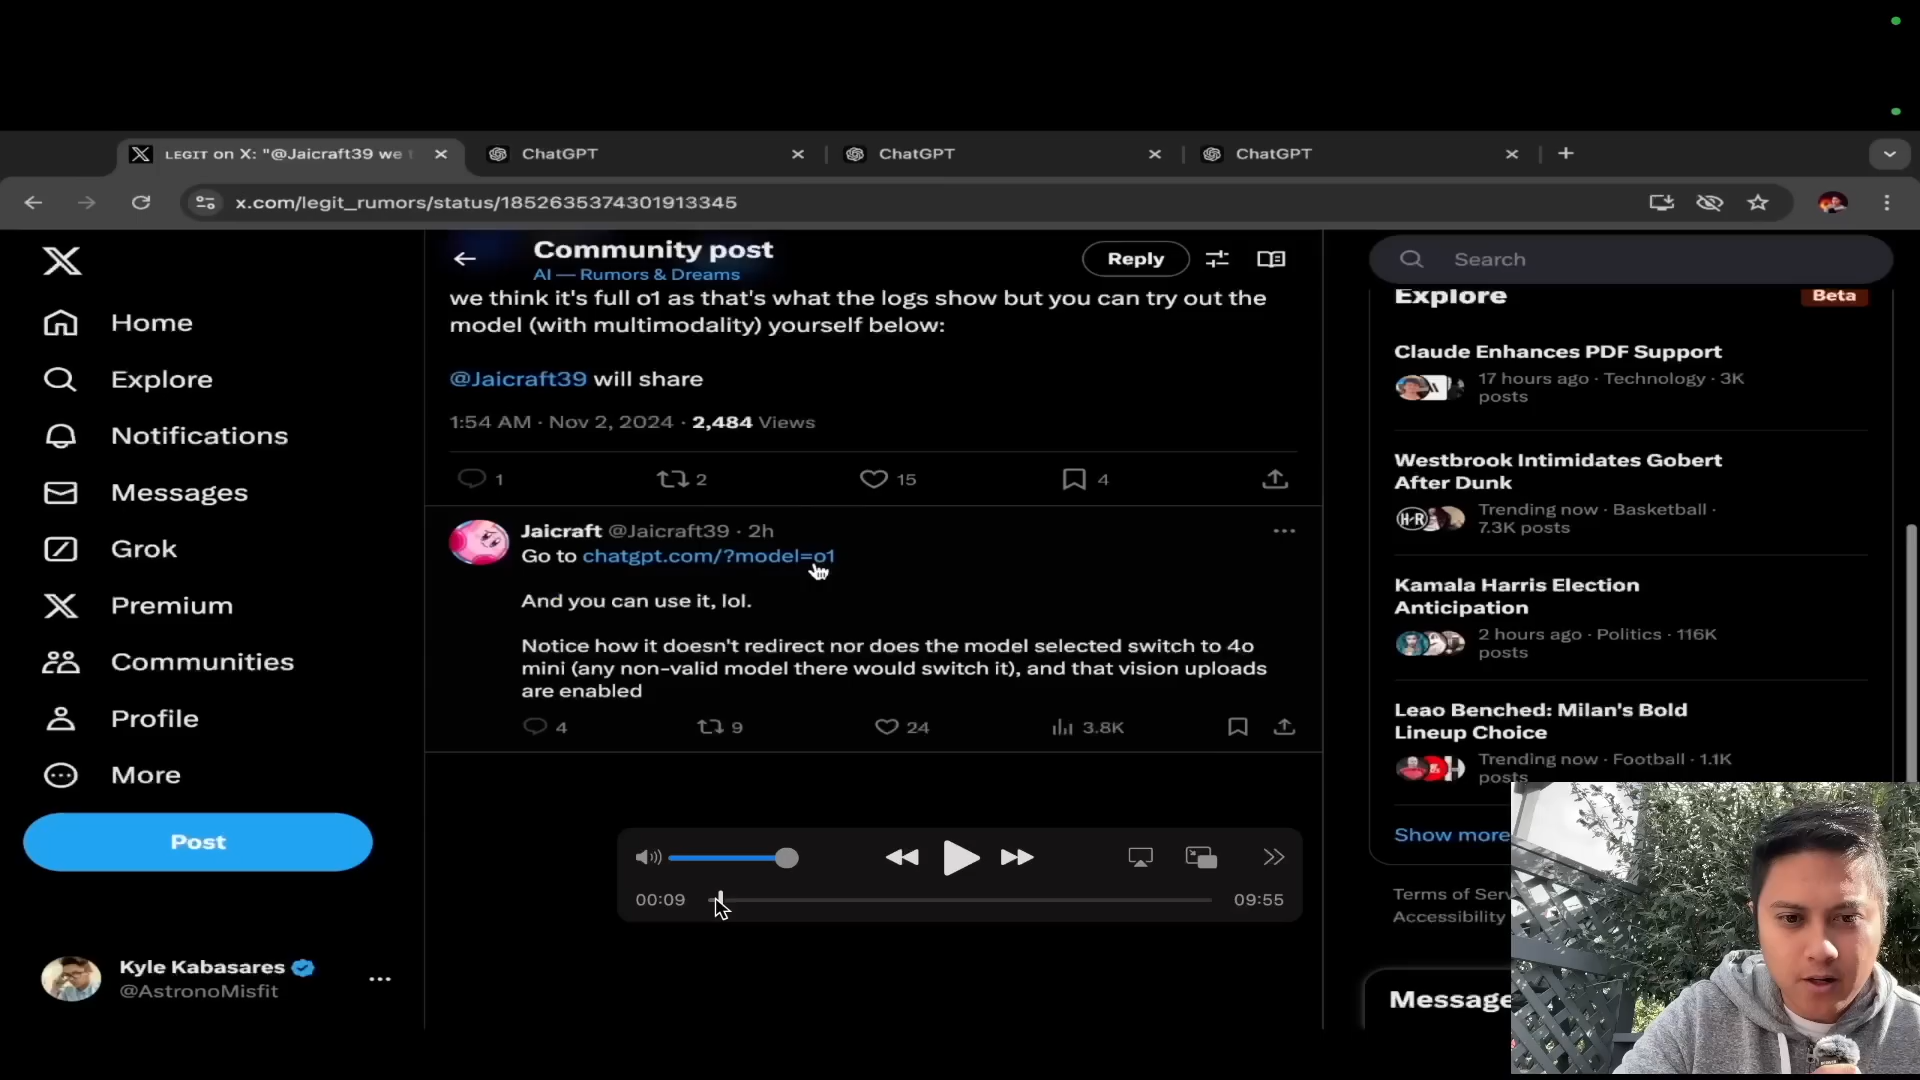 LEGIT on X: "@Jaicraft39 we t
ChatGPT
ChatGPT
ChatGPT
x.com/legit_rumors/status/1852635374301913345
Home
Explore
Notifications
Messages
Grok
Premium
Communities
Profile
More
Post
Kyle Kabasares
@AstronoMisfit
Community post
AI — Rumors & Dreams
Reply
we think it's full o1 as that's what the logs show but you can try out the
model (with multimodality) yourself below:
@Jaicraft39 will share
1:54 AM · Nov 2, 2024 · 2,484 Views
1
2
15
4
Jaicraft @Jaicraft39 · 2h
Go to chatgpt.com/?model=o1
And you can use it, lol.
Notice how it doesn't redirect nor does the model selected switch to 4o
mini (any non-valid model there would switch it), and that vision uploads
are enabled
4
9
24
3.8K
00:09
09:55
Search
Explore
Beta
Claude Enhances PDF Support
17 hours ago · Technology · 3K
posts
Westbrook Intimidates Gobert
After Dunk
Trending now · Basketball ·
7.3K posts
Kamala Harris Election
Anticipation
2 hours ago · Politics · 116K
posts
Leao Benched: Milan's Bold
Lineup Choice
Trending now · Football · 1.1K
posts
Show more
Terms of Serv
Accessibility
Message